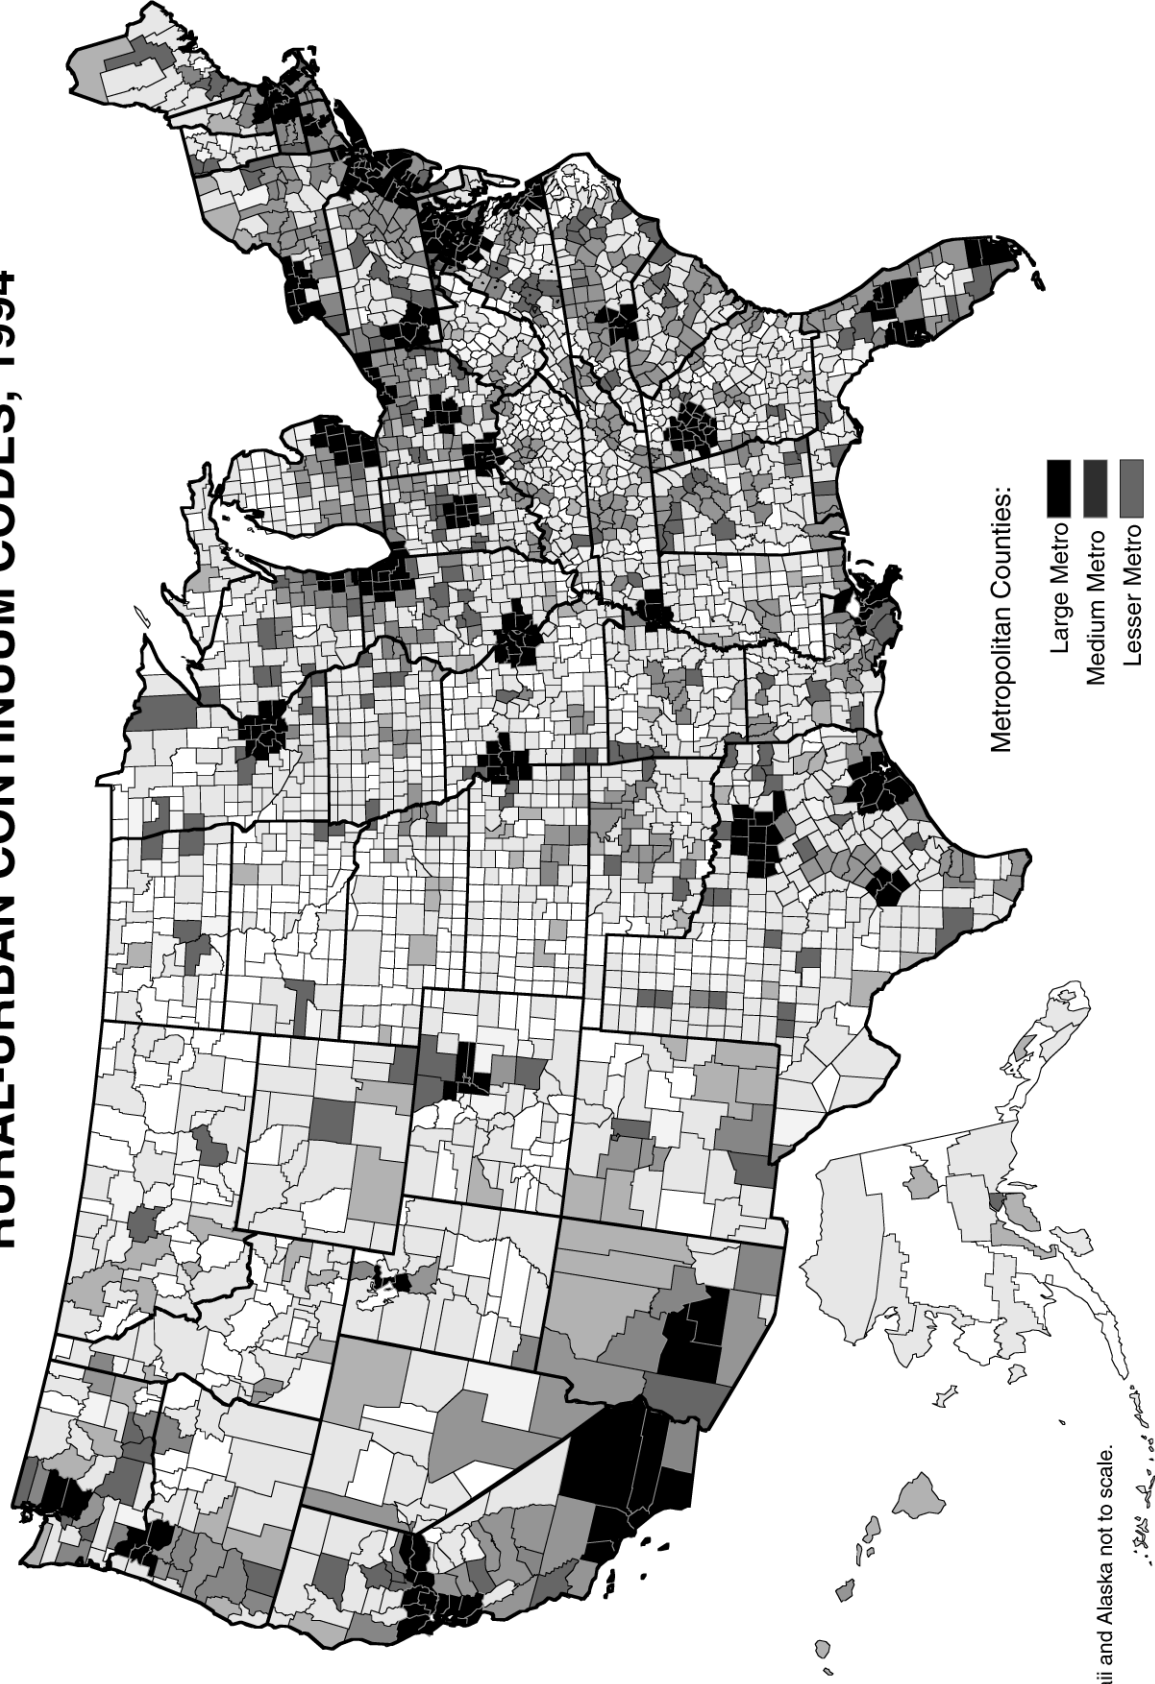 RURAL-URBAN CONTINUUM CODES, 1994
Metropolitan Counties:
Large Metro
Medium Metro
Lesser Metro
ii and Alaska not to scale.